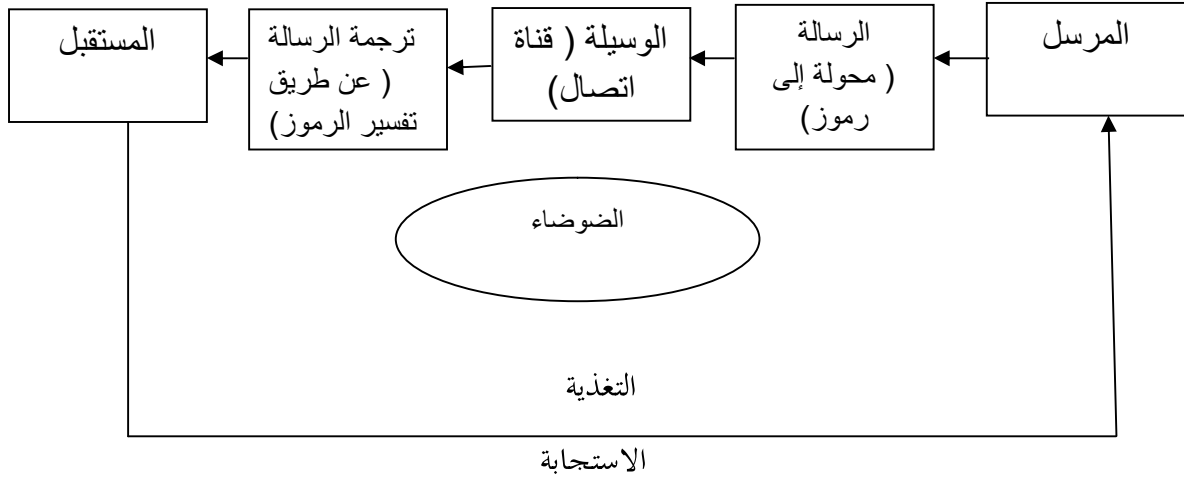 المرسل
الرسالة
( محولة إلى
رموز)
الوسيلة ( قناة
اتصال)
ترجمة الرسالة
( عن طريق
تفسير الرموز)
المستقبل
الضوضاء
التغذية
الاستجابة